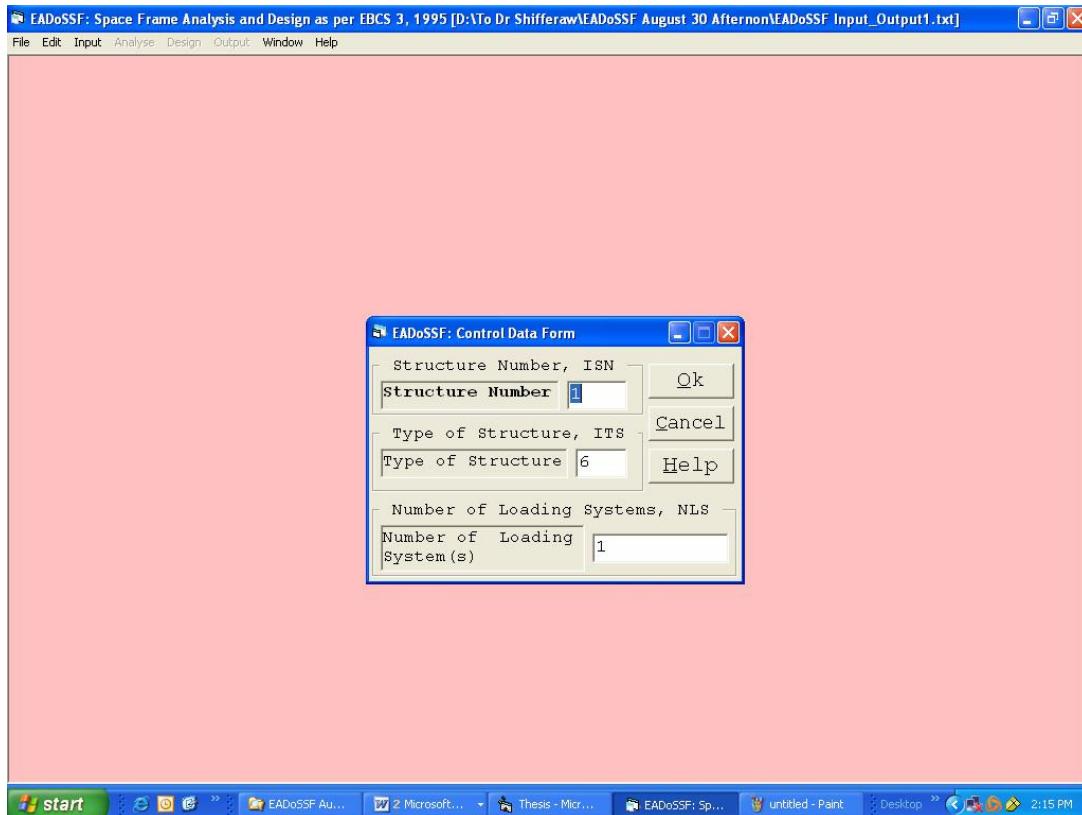 EADoSSF: Space Frame Analysis and Design as per EBCS 3, 1995 [D:\To Dr Shifferaw\EADoSSF August 30 Afternon\EADoSSF Input_Output1.txt]
File Edit Input Analyse Design Output Window Help
EADoSSF: Control Data Form
Structure Number, ISN
Structure Number 1
Ok
Type of Structure, ITS
Cancel
Type of Structure 6
Help
Number of Loading Systems, NLS
Number of Loading
System(s)
1
start EADoSSF Au... 2 Microsoft... Thesis - Micr... EADoSSF: Sp... untitled - Paint Desktop » 2:15 PM